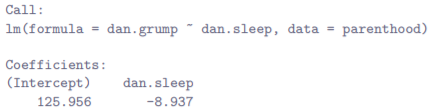 Call:
lm(formula = dan.grump ~ dan.sleep, data = parenthood)
Coefficients:
(Intercept) dan.sleep
125.956 -8.937